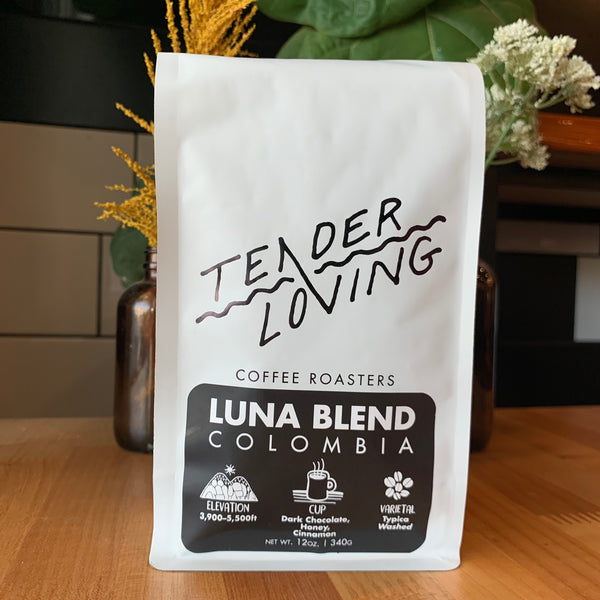 TENDER
LOVING
COFFEE ROASTERS
LUNA BLEND
COLOMBIA
ELEVATION
3,900-5,500ft
CUP
Dark Chocolate,
Honey,
Cinnamon
VARIETAL
Typica
Washed
NET WT. 12oz. | 340G